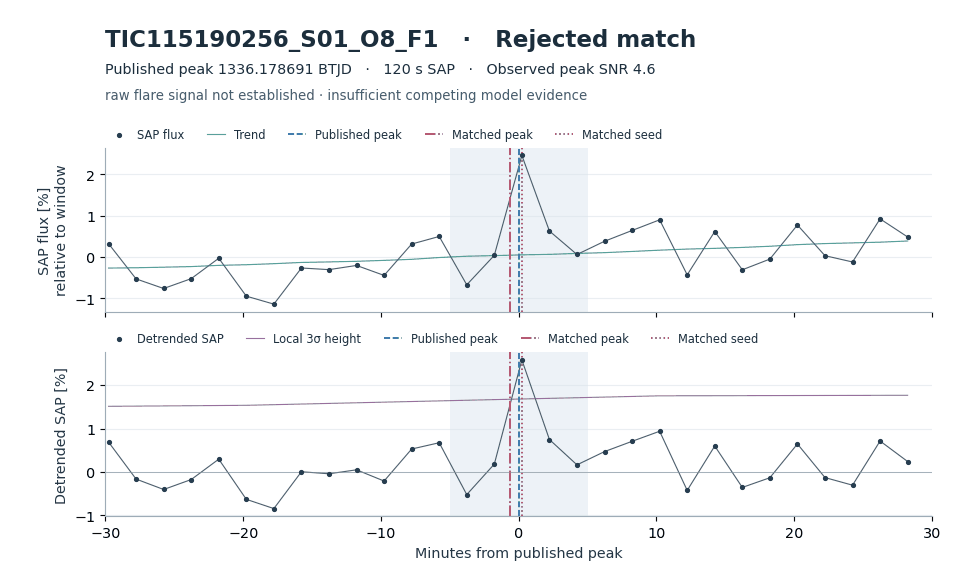 TIC115190256_S01_O8_F1 · Rejected match
Published peak 1336.178691 BTJD · 120 s SAP · Observed peak SNR 4.6
raw flare signal not established · insufficient competing model evidence
SAP flux Trend Published peak Matched peak Matched seed
SAP flux [%]
relative to window
2
1
0
−1
Detrended SAP Local 3σ height Published peak Matched peak Matched seed
Detrended SAP [%]
2
1
0
−1
−30 −20 −10 0 10 20 30
Minutes from published peak